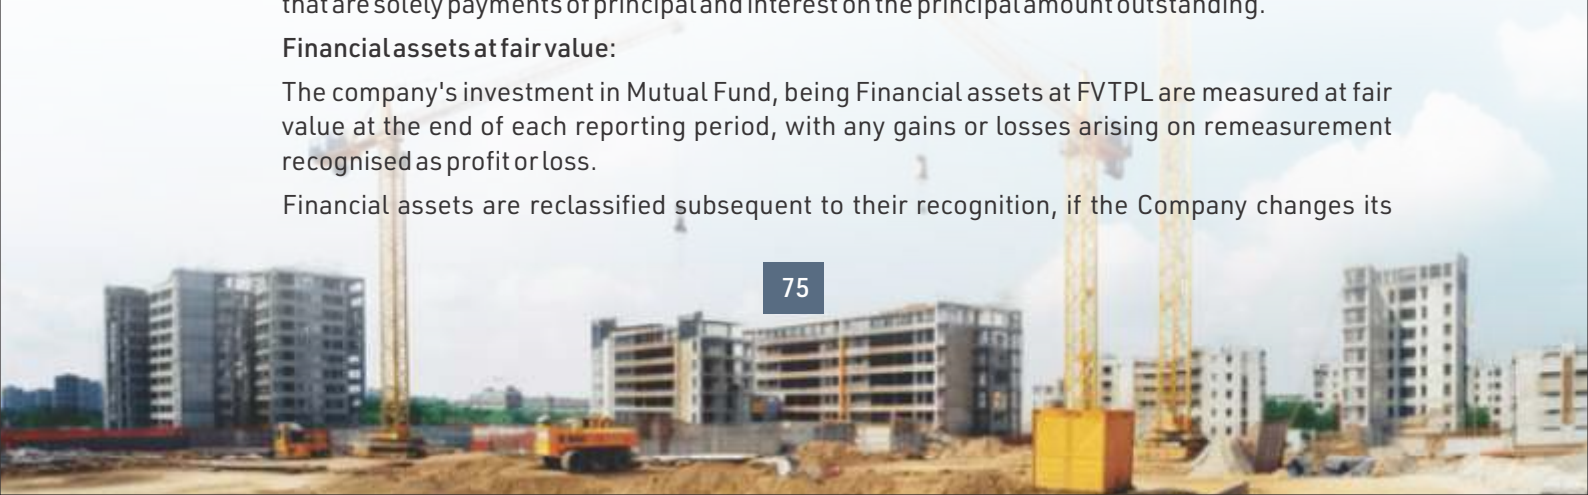 that are solely payments of principal and interest on the principal amount outstanding.
Financial assets at fair value:
The company's investment in Mutual Fund, being Financial assets at FVTPL are measured at fair
value at the end of each reporting period, with any gains or losses arising on remeasurement
recognised as profit or loss.
Financial assets are reclassified subsequent to their recognition, if the Company changes its
75